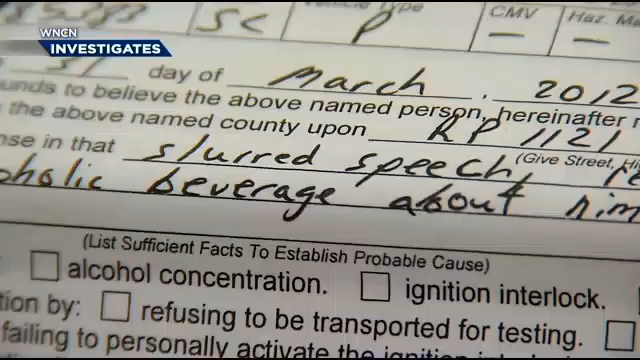 WNCN
INVESTIGATES
SC P CMV Haz.
day of March, 2012
unds to believe the above named person, hereinafter
the above named county upon RP 1121
nse in that slurred speech, (Give Street,
oholic beverage about him
(List Sufficient Facts To Establish Probable Cause)
alcohol concentration. ignition interlock.
tion by: refusing to be transported for testing.
failing to personally activate the ignition